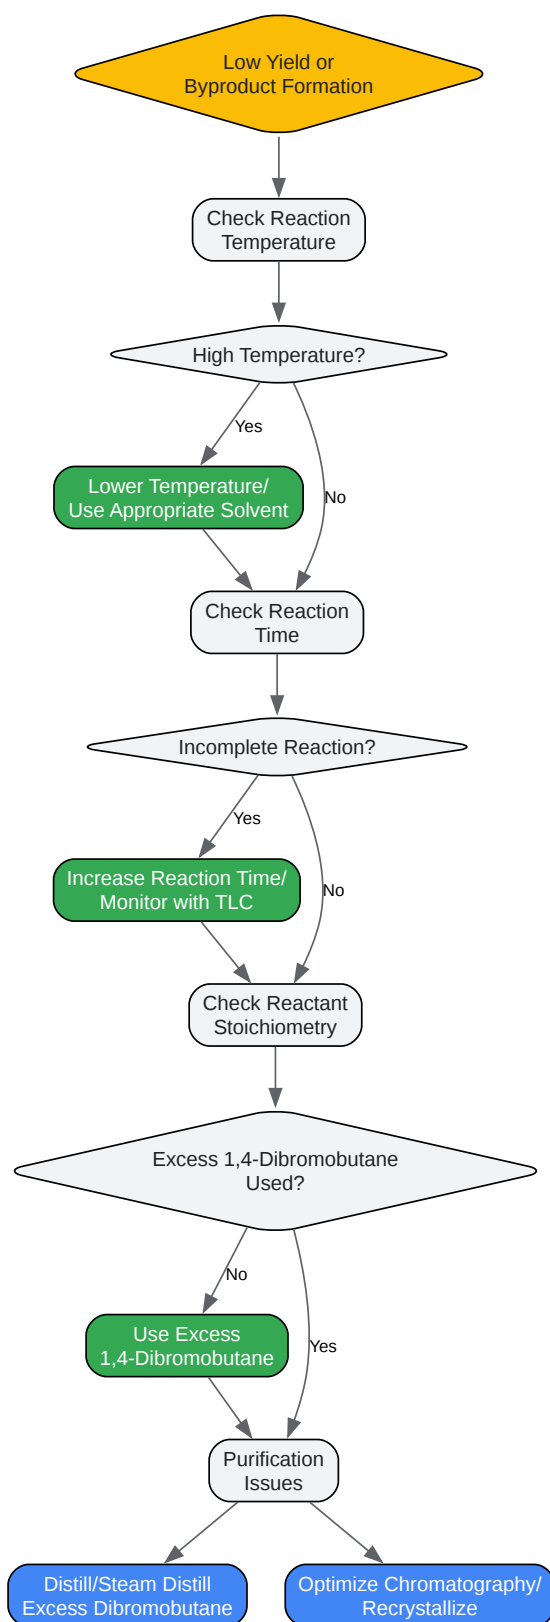 Low Yield or
Byproduct Formation
Check Reaction
Temperature
High Temperature?
Yes
Lower Temperature/
Use Appropriate Solvent
No
Check Reaction
Time
Incomplete Reaction?
Yes
Increase Reaction Time/
Monitor with TLC
No
Check Reactant
Stoichiometry
Excess 1,4-Dibromobutane
Used?
No
Use Excess
1,4-Dibromobutane
Yes
Purification
Issues
Distill/Steam Distill
Excess Dibromobutane
Optimize Chromatography/
Recrystallize